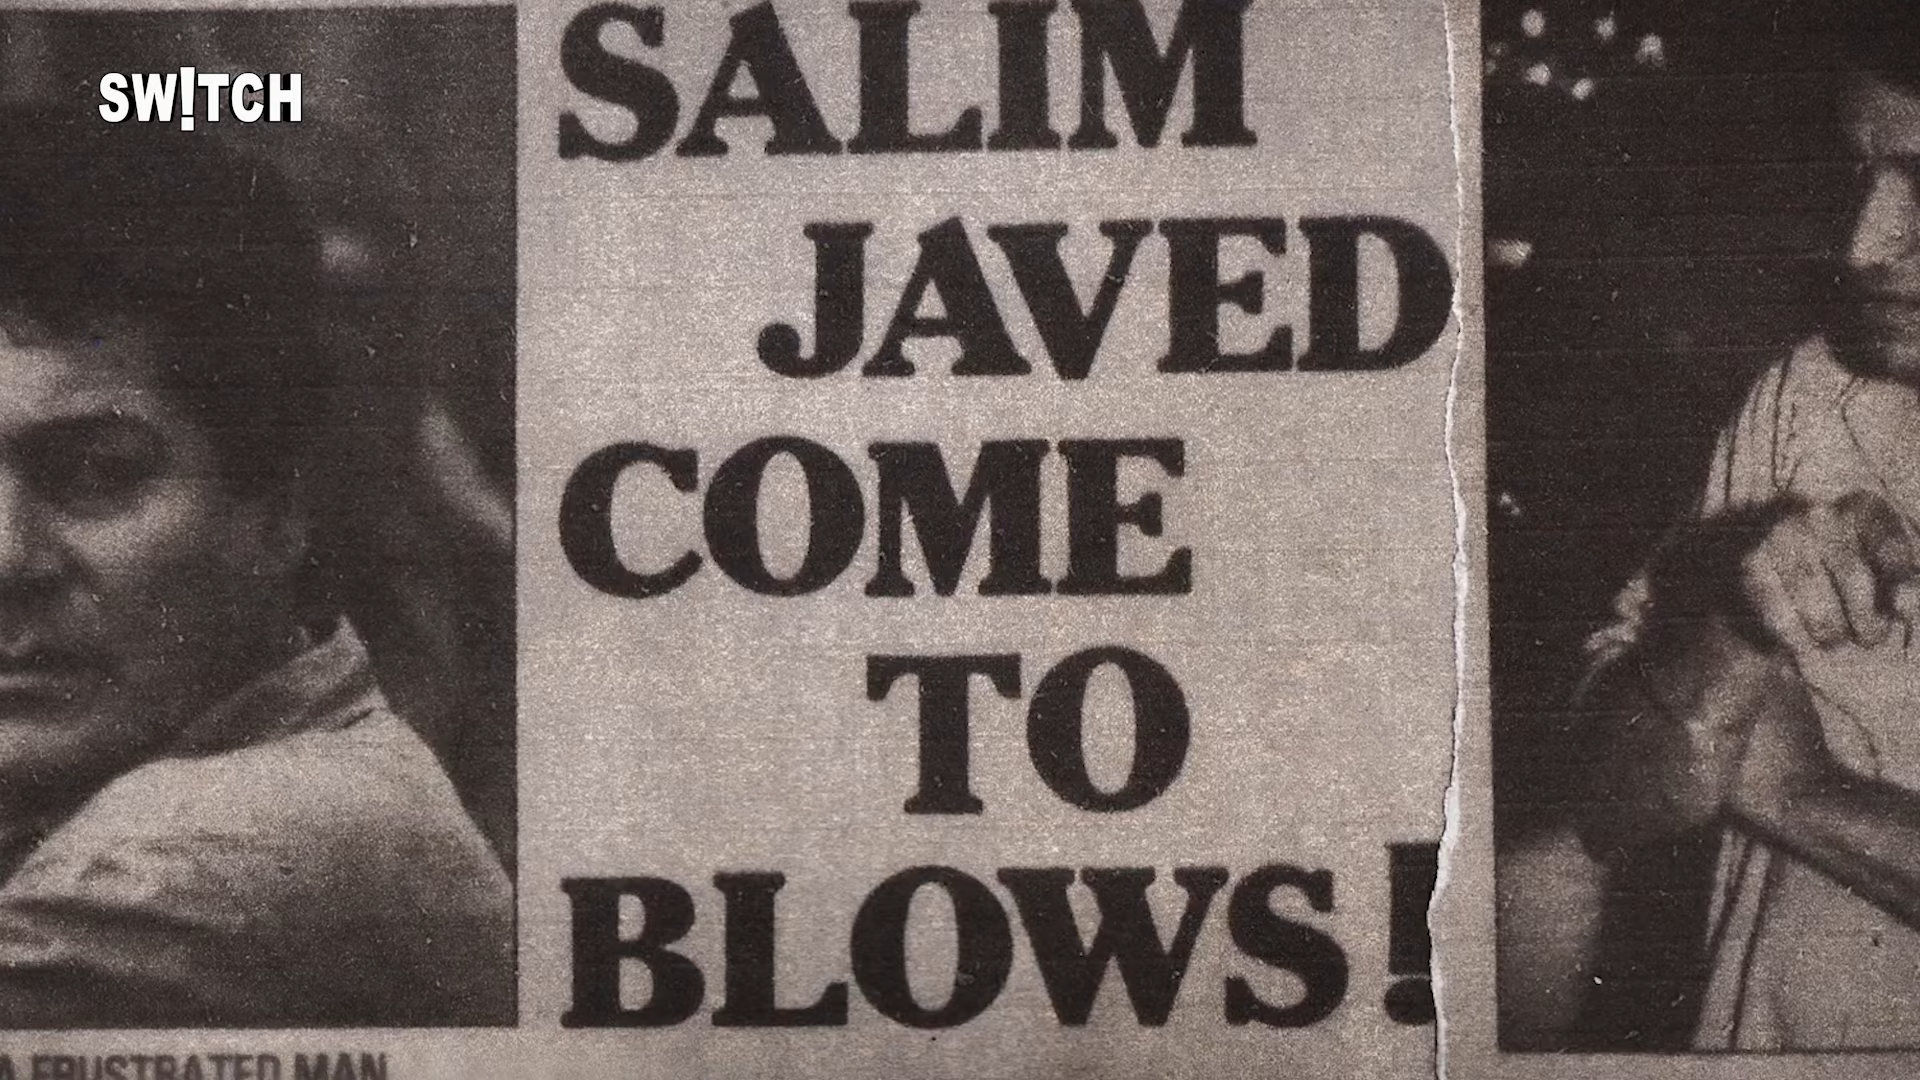 SW!TCH
SALIM
JAVED
COME
TO
BLOWS!
A FRUSTRATED MAN